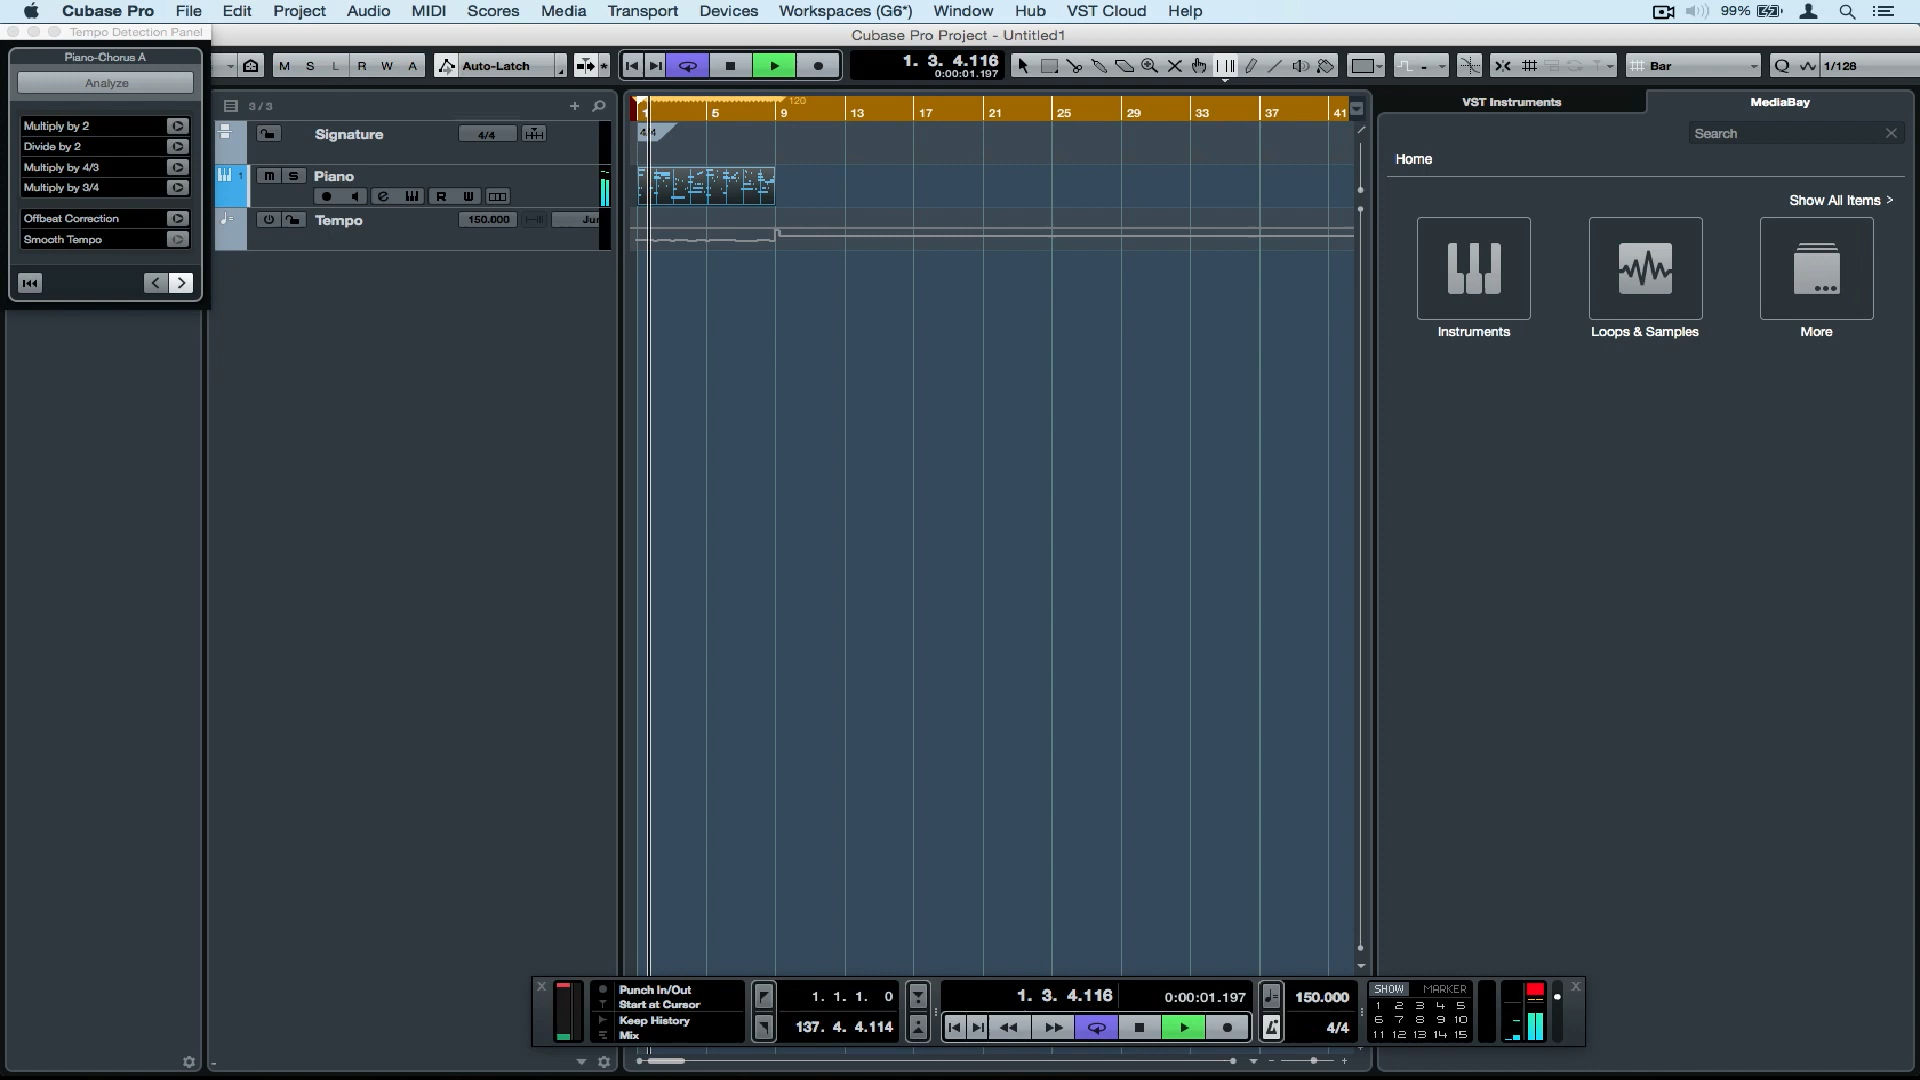 Cubase Pro File Edit Project Audio MIDI Scores Media Transport Devices Workspaces (G6*) Window Hub VST Cloud Help 99%
Tempo Detection Panel
Cubase Pro Project - Untitled1
Piano-Chorus A
Analyze
Multiply by 2
Divide by 2
Multiply by 4/3
Multiply by 3/4
Offbeat Correction
Smooth Tempo
M S L R W A Auto-Latch
1. 3. 4.116
0:00:01.197
Bar
Q 1/128
3/3
Signature 4/4
1 m S Piano
e R W
Tempo 150.000 Jur
120
1 5 9 13 17 21 25 29 33 37 41
4/4
VST Instruments MediaBay
Search
Home
Show All Items >
Instruments Loops & Samples More
Punch In/Out
Start at Cursor
Keep History
Mix
1. 1. 1. 0
137. 4. 4.114
1. 3. 4.116 0:00:01.197
150.000
4/4
SHOW MARKER
1 2 3 4 5
6 7 8 9 10
11 12 13 14 15